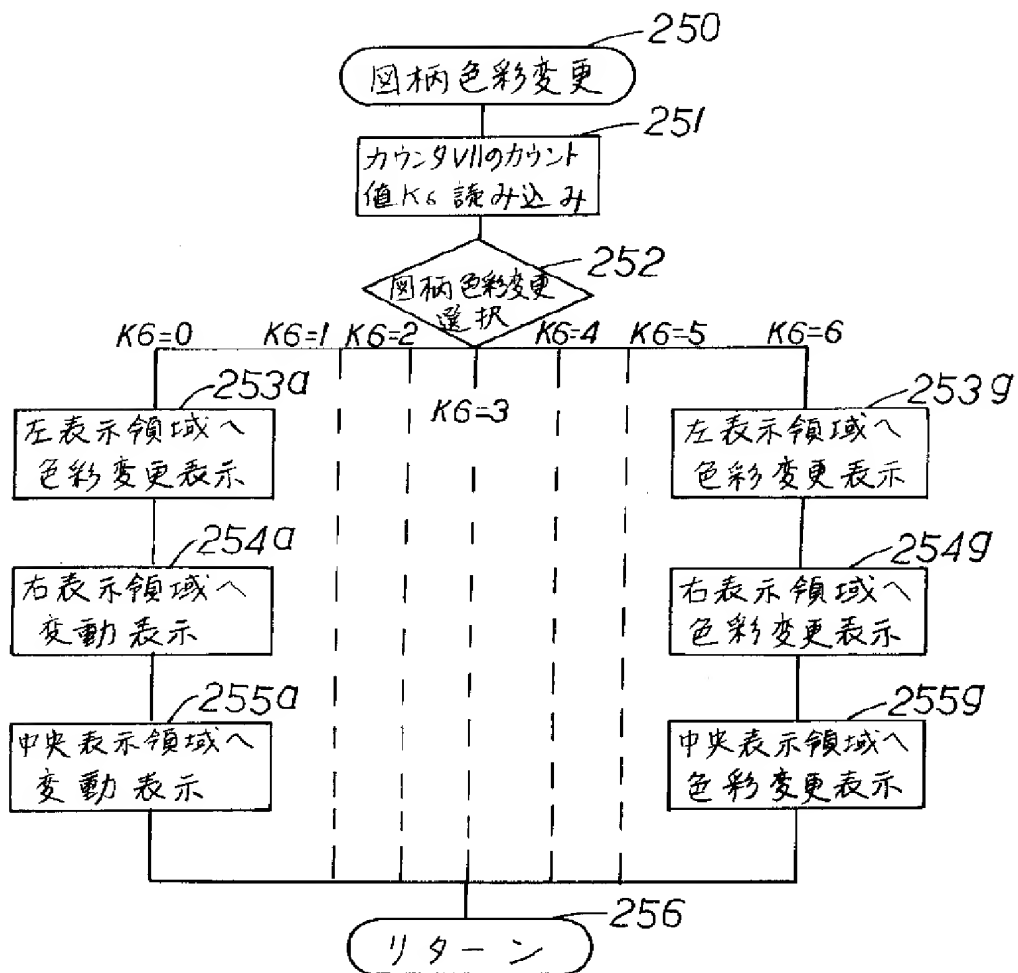 250
図柄色彩変更
251
カウンタVIIのカウント
値K6読み込み
252
図柄色彩変更
選択
K6=0
K6=1
K6=2
K6=3
K6=4
K6=5
K6=6
253a
左表示領域へ
色彩変更表示
253g
左表示領域へ
色彩変更表示
254a
右表示領域へ
変動表示
254g
右表示領域へ
色彩変更表示
255a
中央表示領域へ
変動表示
255g
中央表示領域へ
色彩変更表示
256
リターン